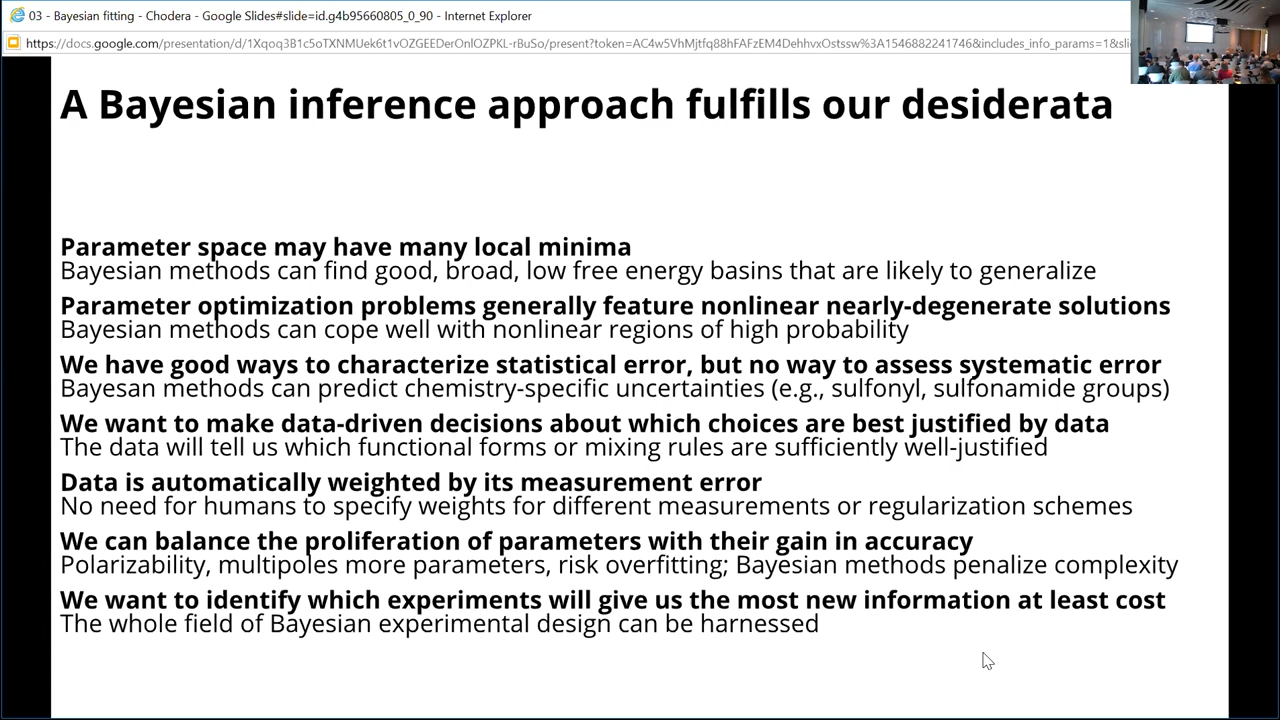 03 - Bayesian fitting - Chodera - Google Slides#slide=id.g4b95660805_0_90 - Internet Explorer
https://docs.google.com/presentation/d/1Xqoq3B1c5oTXNMUek6t1vOZGEEDerOnlOZPKL-rBuSo/present?token=AC4w5VhMjtfq88hFAFzEM4DehhvxOstssw%3A1546882241746&includes_info_params=1&sli
A Bayesian inference approach fulfills our desiderata
Parameter space may have many local minima
Bayesian methods can find good, broad, low free energy basins that are likely to generalize
Parameter optimization problems generally feature nonlinear nearly-degenerate solutions
Bayesian methods can cope well with nonlinear regions of high probability
We have good ways to characterize statistical error, but no way to assess systematic error
Bayesan methods can predict chemistry-specific uncertainties (e.g., sulfonyl, sulfonamide groups)
We want to make data-driven decisions about which choices are best justified by data
The data will tell us which functional forms or mixing rules are sufficiently well-justified
Data is automatically weighted by its measurement error
No need for humans to specify weights for different measurements or regularization schemes
We can balance the proliferation of parameters with their gain in accuracy
Polarizability, multipoles more parameters, risk overfitting; Bayesian methods penalize complexity
We want to identify which experiments will give us the most new information at least cost
The whole field of Bayesian experimental design can be harnessed